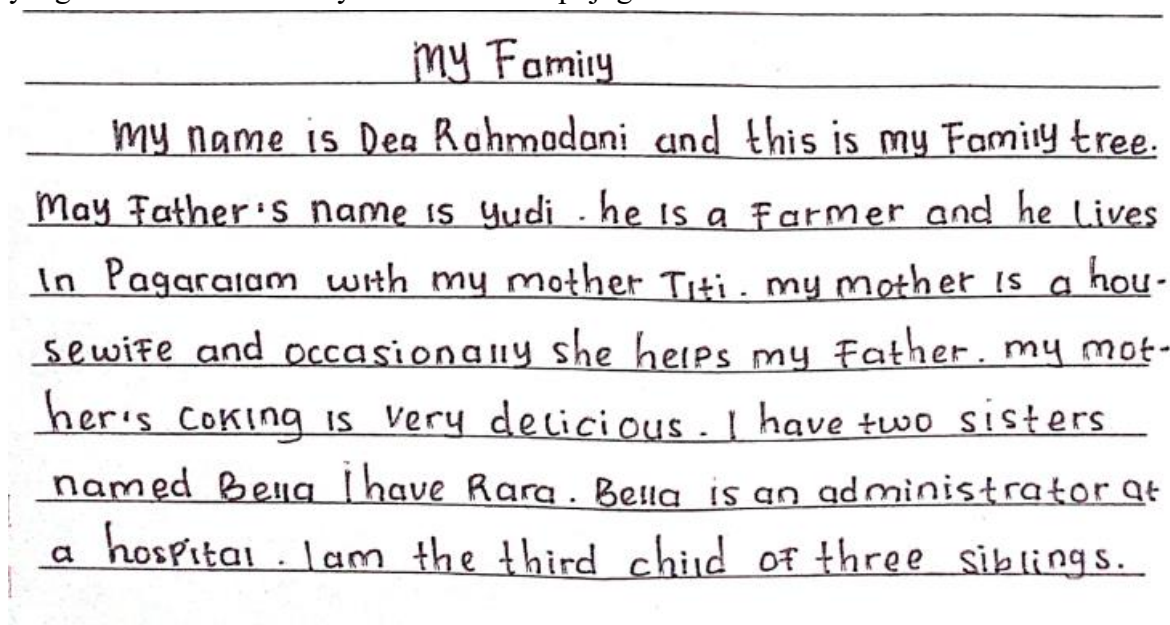 My Family
My name is Dea Rahmadani and this is my Family tree.
May Father's name is yudi. he is a Farmer and he lives
in Pagaralam with my mother Titi. my mother is a hou-
sewife and occasionally she helps my Father. my mot-
her's coking is very delicious. I have two sisters
named Bella I have Rara. Bella is an administrator at
a hospital. I am the third child of three siblings.